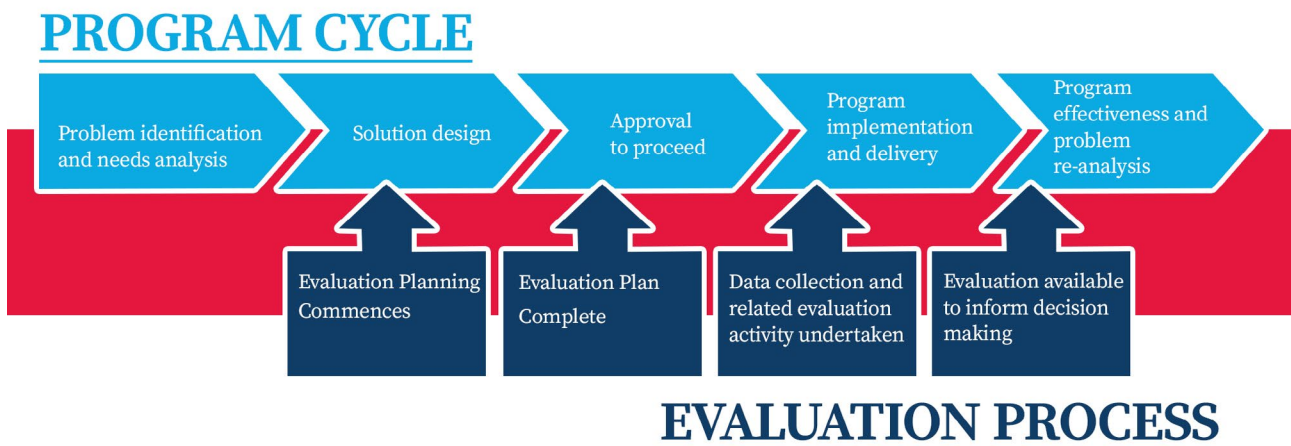 PROGRAM CYCLE
Problem identification
and needs analysis
Solution design
Approval
to proceed
Program
implementation
and delivery
Program
effectiveness and
problem
re-analysis
Evaluation Planning
Commences
Evaluation Plan
Complete
Data collection and
related evaluation
activity undertaken
Evaluation available
to inform decision
making
EVALUATION PROCESS